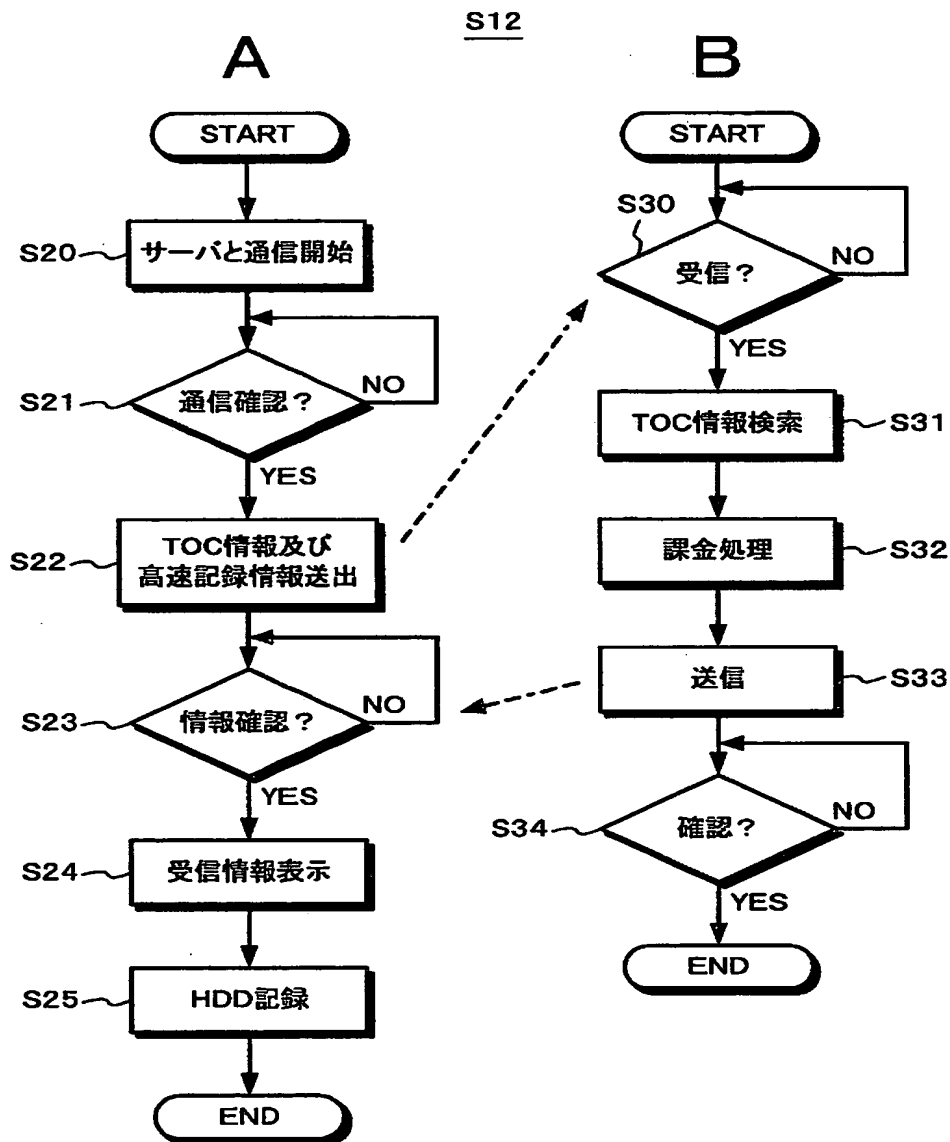 S12
A
START
S20
サーバと通信開始
S21
通信確認？
NO
YES
S22
TOC情報及び
高速記録情報送出
S23
情報確認？
NO
YES
S24
受信情報表示
S25
HDD記録
END
B
START
S30
受信？
NO
YES
TOC情報検索
S31
課金処理
S32
送信
S33
S34
確認？
NO
YES
END